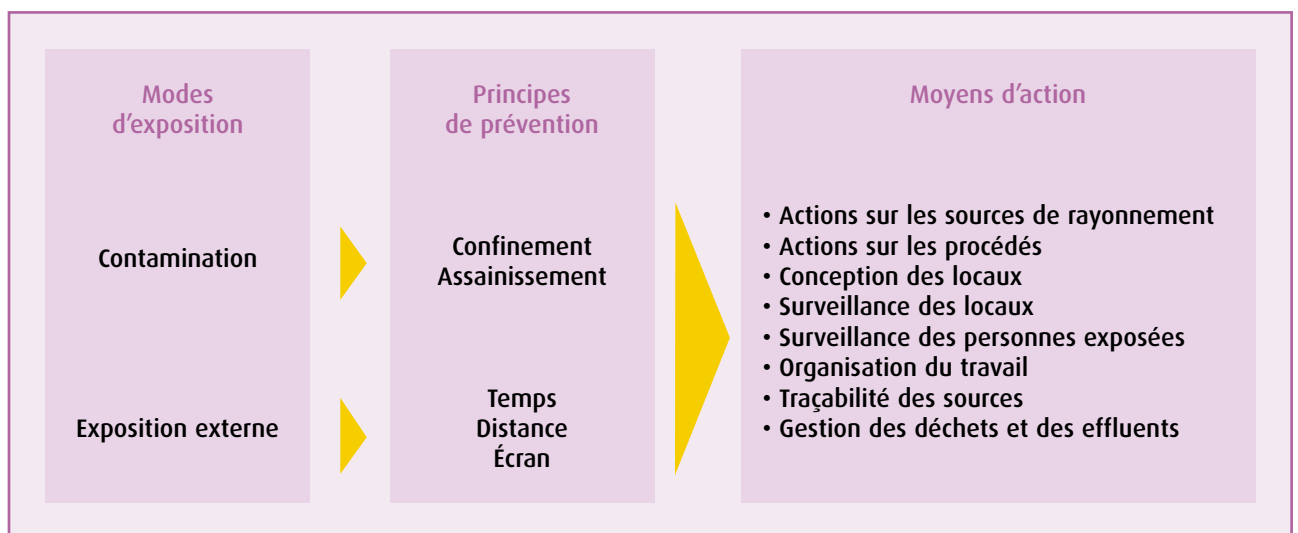 Modes
d'exposition
Contamination
Exposition externe
Principes
de prévention
Confinement
Assainissement
Temps
Distance
Écran
Moyens d'action
• Actions sur les sources de rayonnement
• Actions sur les procédés
• Conception des locaux
• Surveillance des locaux
• Surveillance des personnes exposées
• Organisation du travail
• Traçabilité des sources
• Gestion des déchets et des effluents